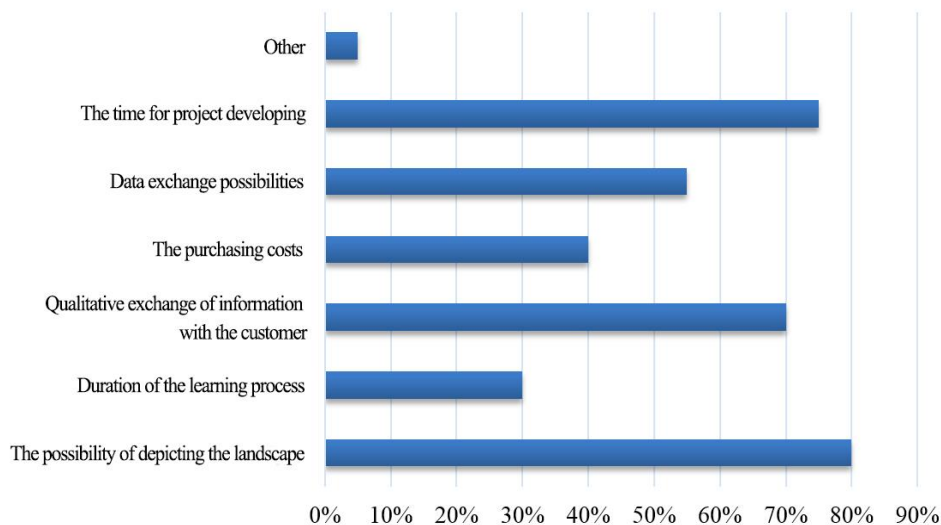 Other
The time for project developing
Data exchange possibilities
The purchasing costs
Qualitative exchange of information
with the customer
Duration of the learning process
The possibility of depicting the landscape
0% 10% 20% 30% 40% 50% 60% 70% 80% 90%